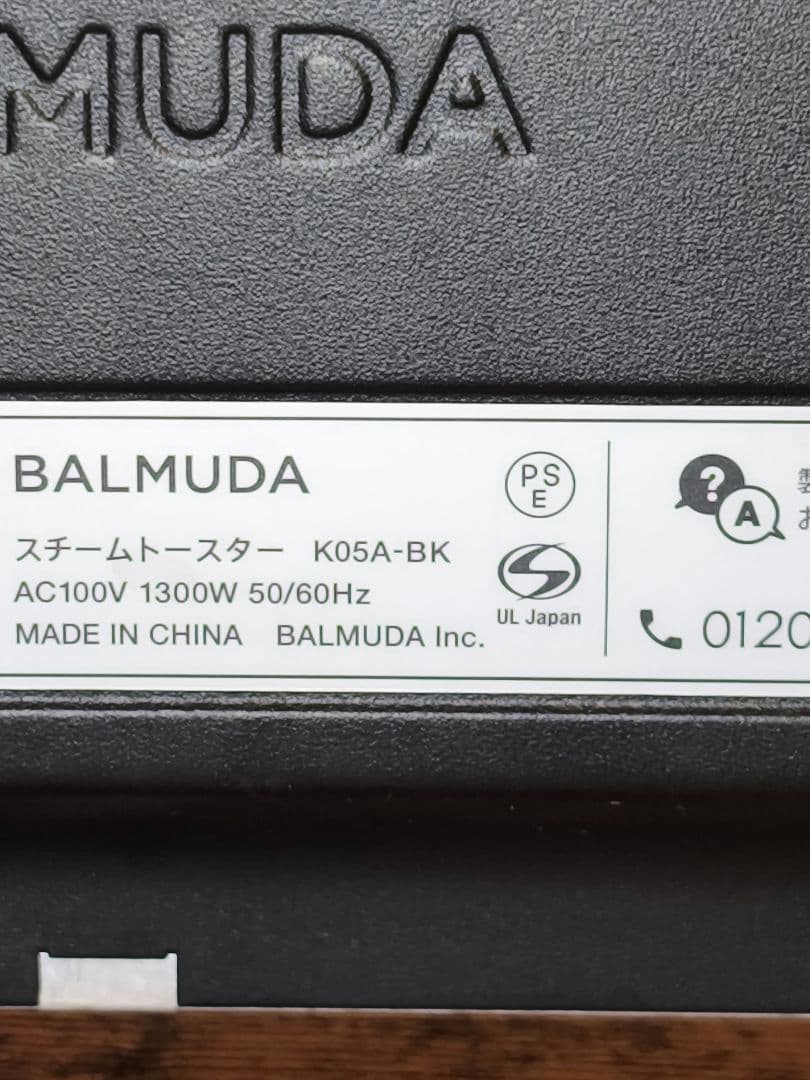 MUDA
BALMUDA
スチームトースター K05A-BK
AC100V 1300W 50/60Hz
MADE IN CHINA BALMUDA Inc.
PS
E
UL Japan
?
A
0120